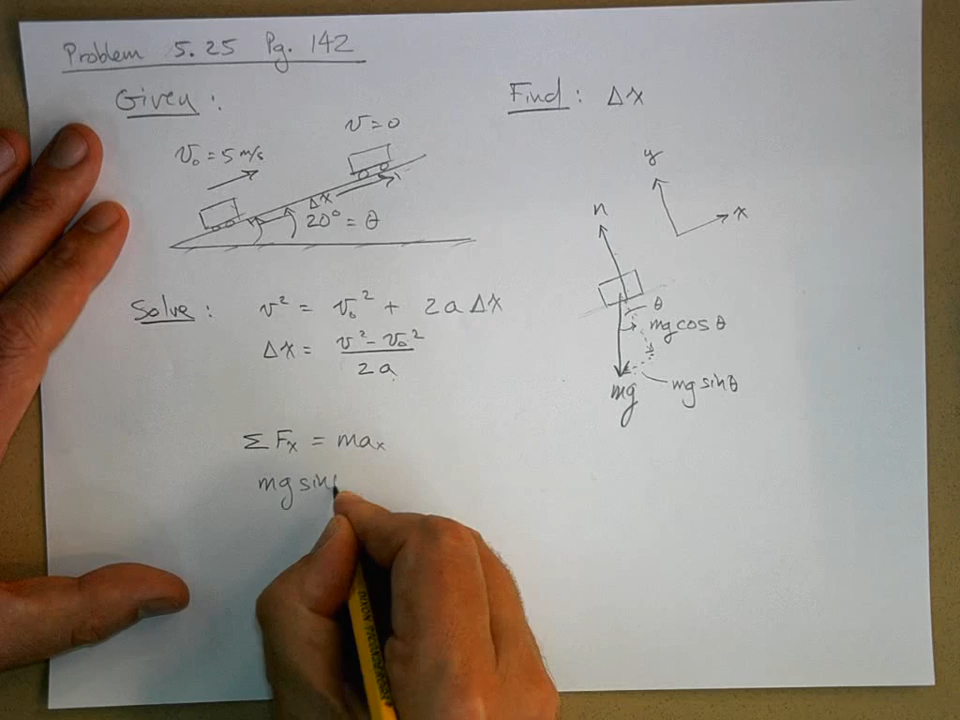 Problem 5.25 Pg. 142
Given:
Find: Δx
v=0
v₀ = 5 m/s
Δx
20° = θ
y
x
n
θ
mg cos θ
mg sin θ
mg
Solve: v² = v₀² + 2aΔx
Δx = (v² - v₀²) / 2a
Σ Fₓ = maₓ
mg sin